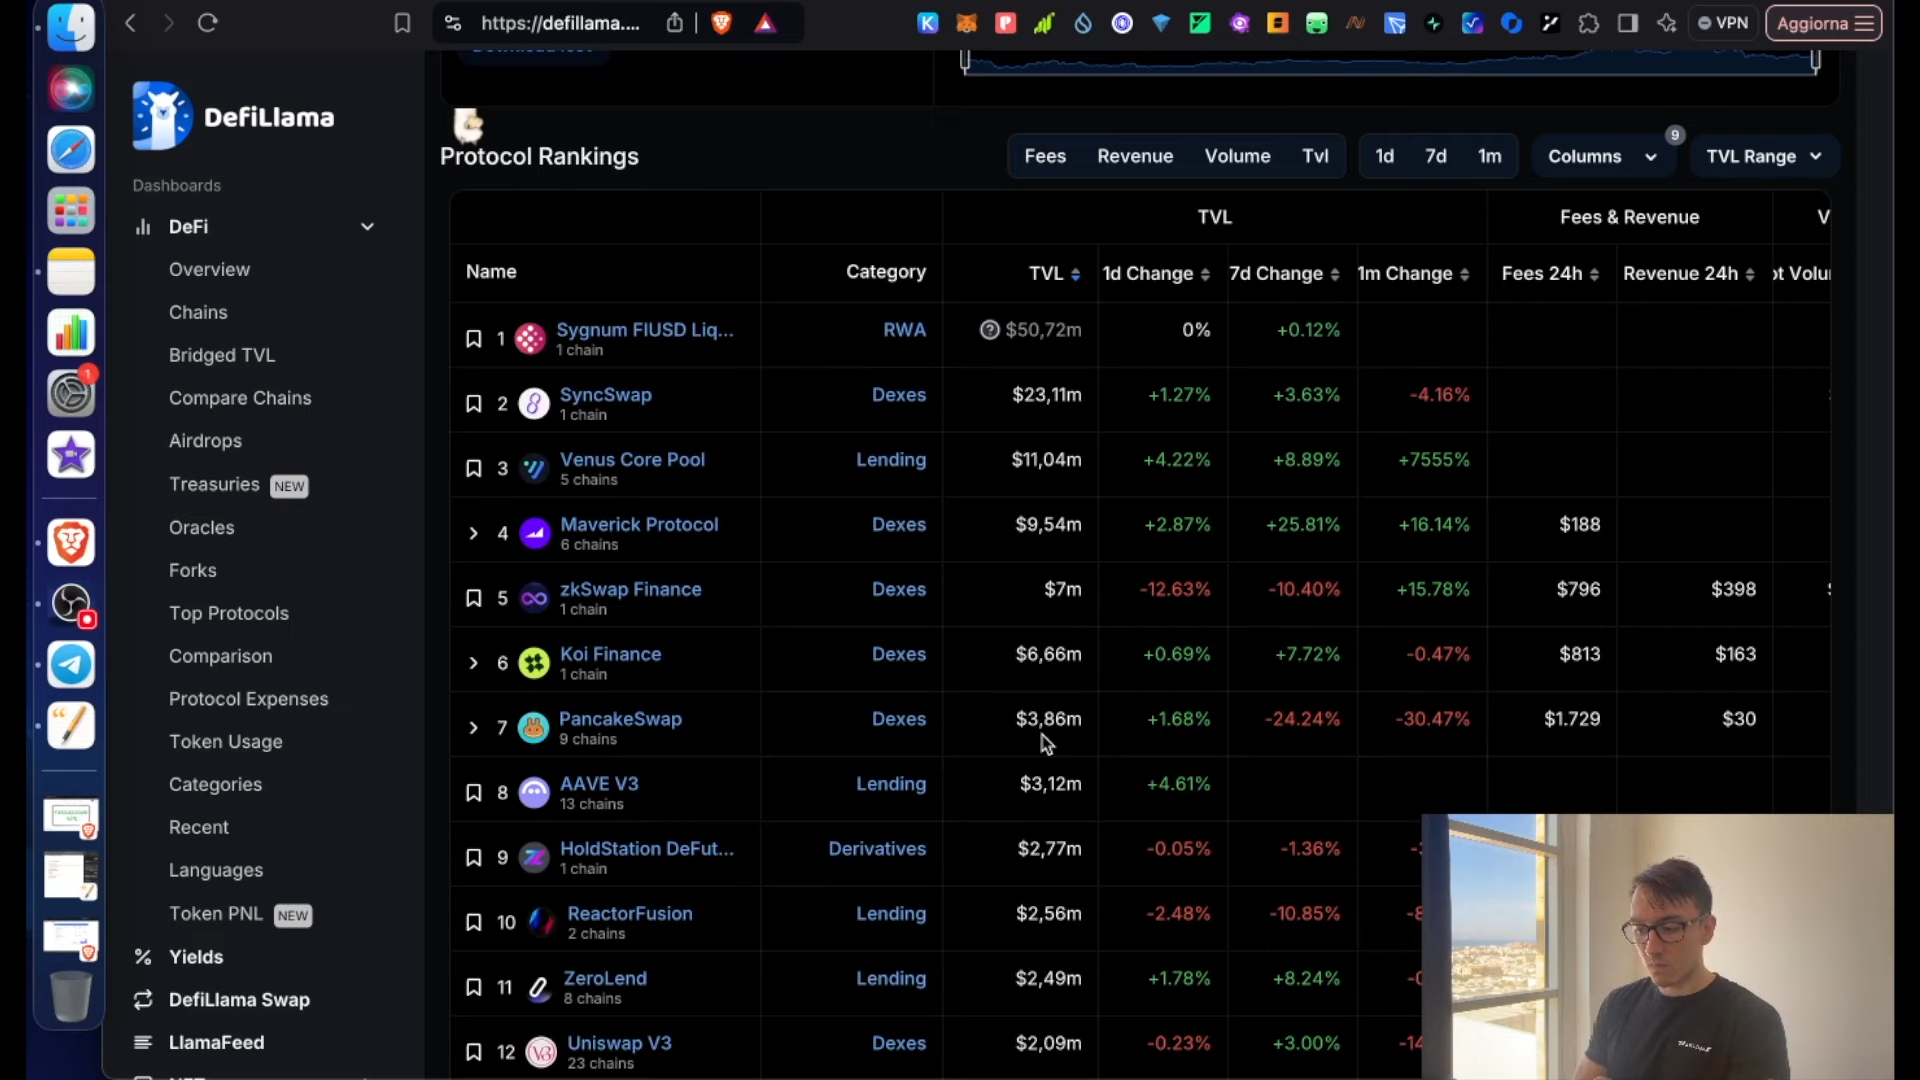 https://defillama....
VPN
Aggiorna
DefiLlama
Dashboards
DeFi
Overview
Chains
Bridged TVL
Compare Chains
Airdrops
Treasuries NEW
Oracles
Forks
Top Protocols
Comparison
Protocol Expenses
Token Usage
Categories
Recent
Languages
Token PNL NEW
Yields
DefiLlama Swap
LlamaFeed
1
Protocol Rankings
Fees Revenue Volume Tvl
1d 7d 1m
Columns 9
TVL Range
TVL Fees & Revenue V
Name Category TVL 1d Change 7d Change 1m Change Fees 24h Revenue 24h ot Volu
1 Sygnum FIUSD Liq... RWA $50,72m 0% +0.12%
1 chain
2 SyncSwap Dexes $23,11m +1.27% +3.63% -4.16%
1 chain
3 Venus Core Pool Lending $11,04m +4.22% +8.89% +7555%
5 chains
4 Maverick Protocol Dexes $9,54m +2.87% +25.81% +16.14% $188
6 chains
5 zkSwap Finance Dexes $7m -12.63% -10.40% +15.78% $796 $398
1 chain
6 Koi Finance Dexes $6,66m +0.69% +7.72% -0.47% $813 $163
1 chain
7 PancakeSwap Dexes $3,86m +1.68% -24.24% -30.47% $1.729 $30
9 chains
8 AAVE V3 Lending $3,12m +4.61%
13 chains
9 HoldStation DeFut... Derivatives $2,77m -0.05% -1.36%
1 chain
10 ReactorFusion Lending $2,56m -2.48% -10.85% -8
2 chains
11 ZeroLend Lending $2,49m +1.78% +8.24% -0
8 chains
12 Uniswap V3 Dexes $2,09m -0.23% +3.00% -14
23 chains